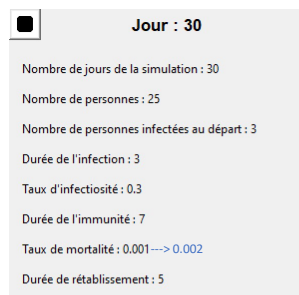 Jour : 30
Nombre de jours de la simulation : 30
Nombre de personnes : 25
Nombre de personnes infectées au départ : 3
Durée de l'infection : 3
Taux d'infectiosité : 0.3
Durée de l'immunité : 7
Taux de mortalité : 0.001---> 0.002
Durée de rétablissement : 5